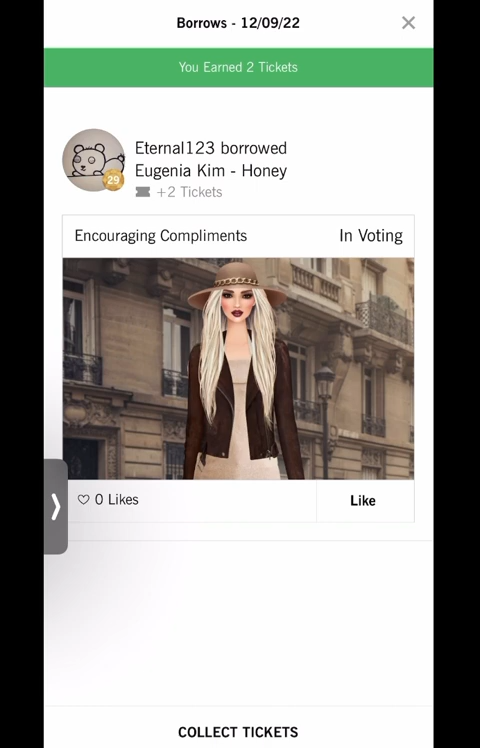 Borrows - 12/09/22
You Earned 2 Tickets
Eternal123 borrowed
Eugenia Kim - Honey
29
+2 Tickets
Encouraging Compliments
In Voting
0 Likes
Like
COLLECT TICKETS